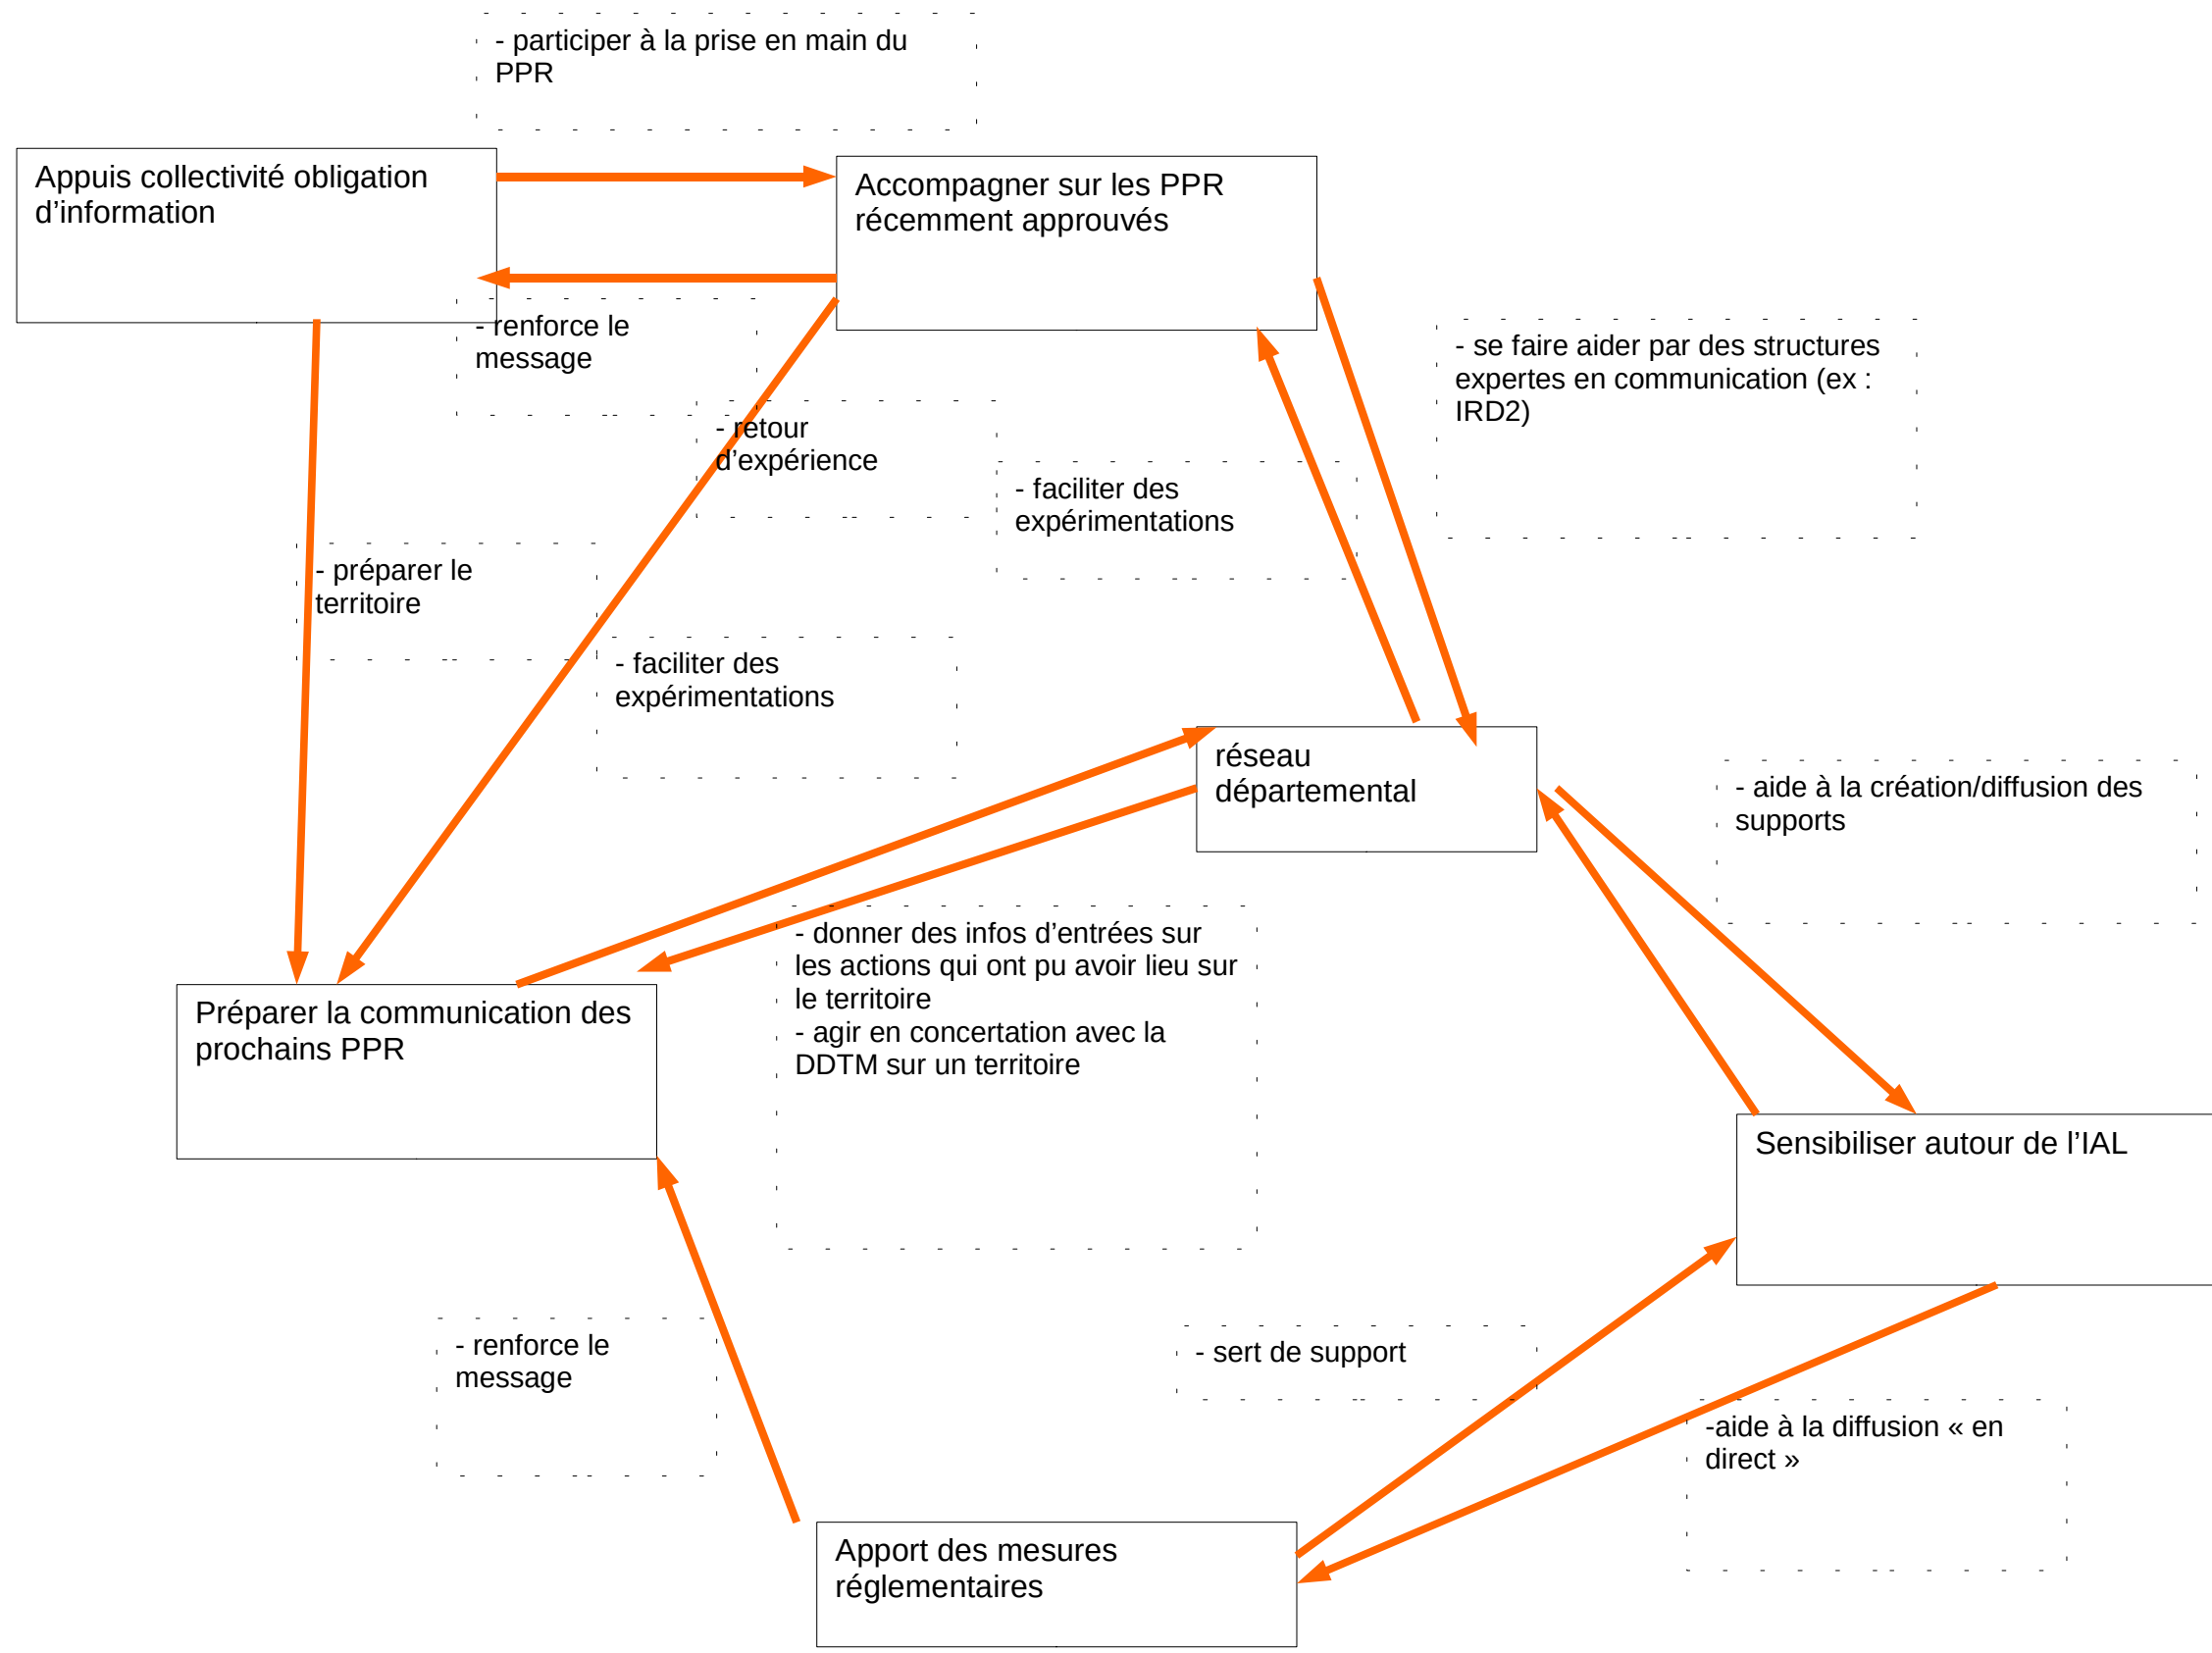 - participer à la prise en main du
PPR
Appuis collectivité obligation
d’information
Accompagner sur les PPR
récemment approuvés
- renforce le
message
- se faire aider par des structures
expertes en communication (ex :
IRD2)
- retour
d’expérience
- faciliter des
expérimentations
- préparer le
territoire
- faciliter des
expérimentations
réseau
départemental
- aide à la création/diffusion des
supports
- donner des infos d’entrées sur
les actions qui ont pu avoir lieu sur
le territoire
- agir en concertation avec la
DDTM sur un territoire
Préparer la communication des
prochains PPR
Sensibiliser autour de l’IAL
- renforce le
message
- sert de support
-aide à la diffusion « en
direct »
Apport des mesures
réglementaires